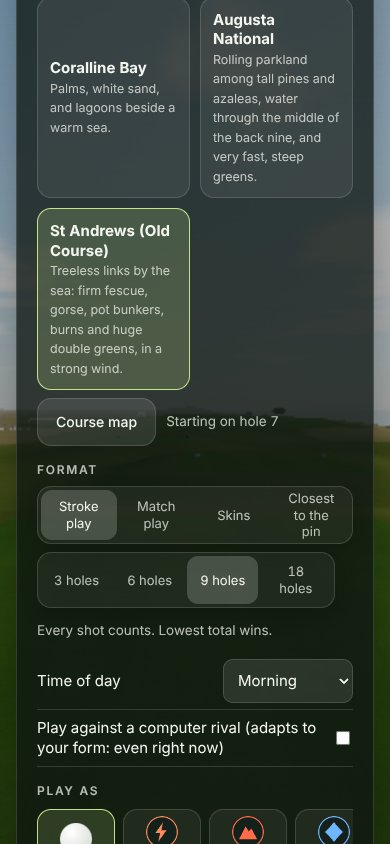 Coralline Bay
Palms, white sand,
and lagoons beside a
warm sea.
Augusta
National
Rolling parkland
among tall pines and
azaleas, water
through the middle of
the back nine, and
very fast, steep
greens.
St Andrews (Old
Course)
Treeless links by the
sea: firm fescue,
gorse, pot bunkers,
burns and huge
double greens, in a
strong wind.
Course map
Starting on hole 7
FORMAT
Stroke
play
Match
play
Skins
Closest
to the
pin
3 holes
6 holes
9 holes
18
holes
Every shot counts. Lowest total wins.
Time of day
Morning
Play against a computer rival (adapts to
your form: even right now)
PLAY AS